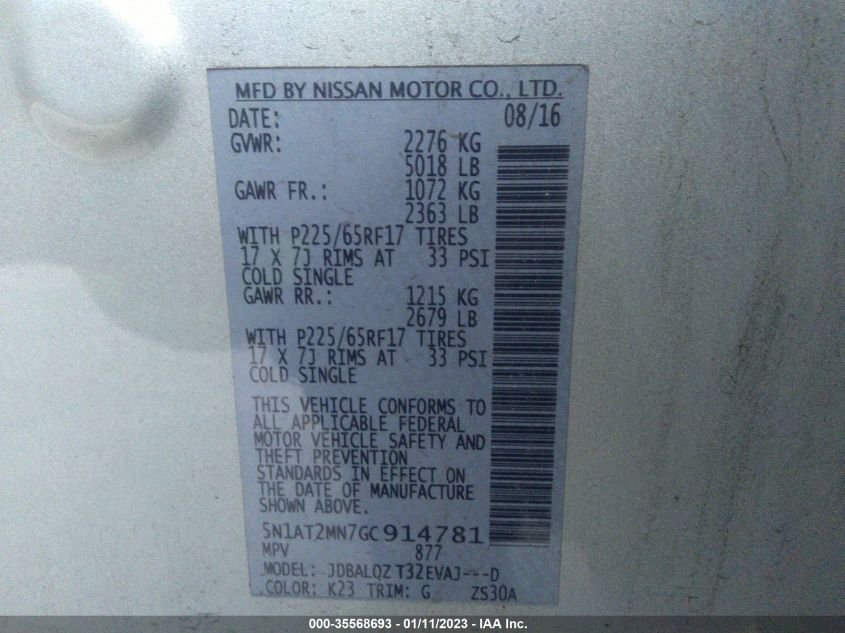 MFD BY NISSAN MOTOR CO., LTD.
DATE: 08/16
GVWR: 2276 KG
5018 LB
GAWR FR.: 1072 KG
2363 LB
WITH P225/65RF17 TIRES
17 X 7J RIMS AT 33 PSI
COLD SINGLE
GAWR RR.: 1215 KG
2679 LB
WITH P225/65RF17 TIRES
17 X 7J RIMS AT 33 PSI
COLD SINGLE
THIS VEHICLE CONFORMS TO
ALL APPLICABLE FEDERAL
MOTOR VEHICLE SAFETY AND
THEFT PREVENTION
STANDARDS IN EFFECT ON
THE DATE OF MANUFACTURE
SHOWN ABOVE.
5N1AT2MN7GC914781
MPV 877
MODEL: JDBALQZ T32EVAJ---D
COLOR: K23 TRIM: G ZS30A
000-35568693 - 01/11/2023 - IAA Inc.